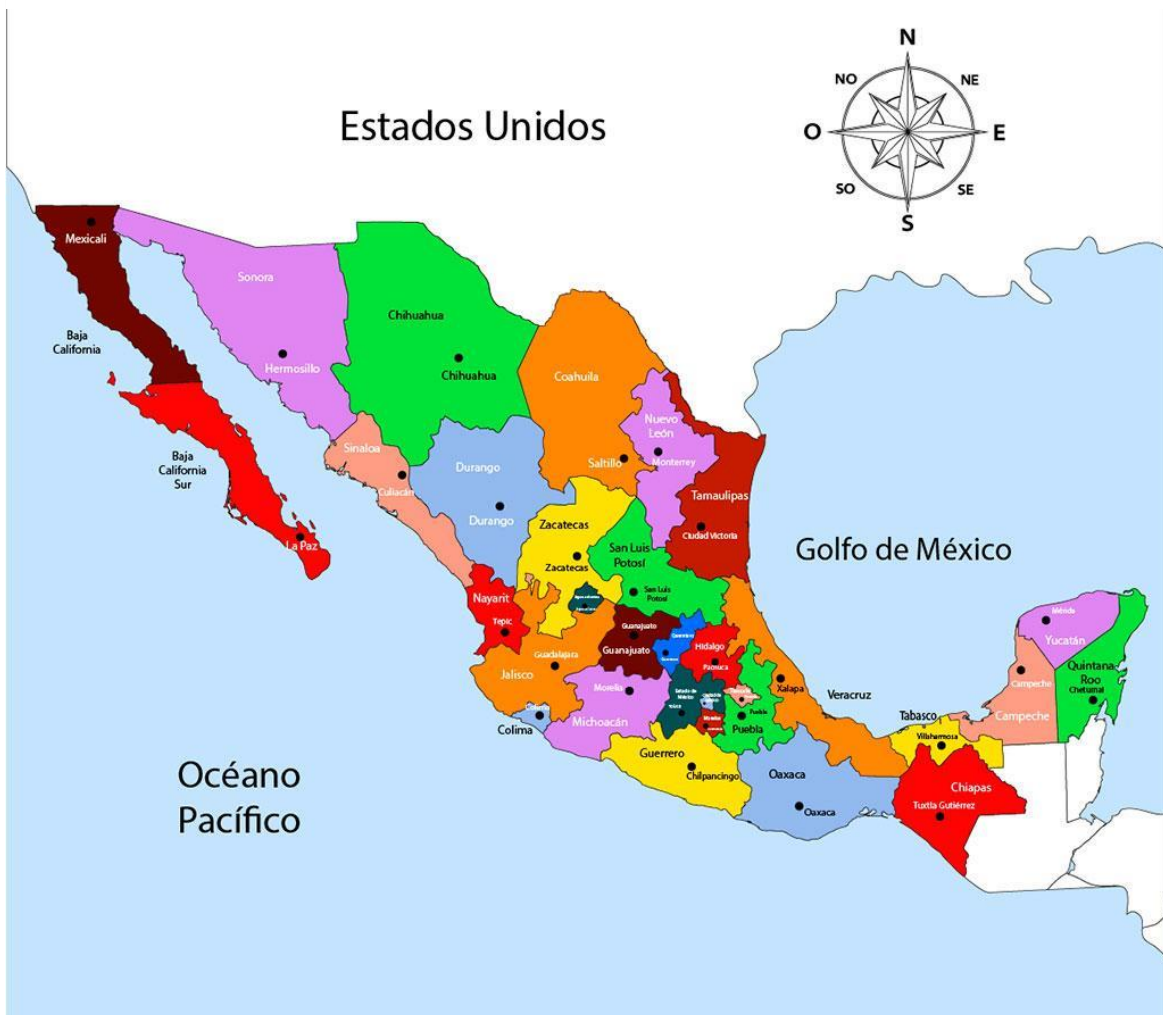 Estados Unidos
N
NO
NE
O
E
SO
SE
S
Mexicali
Baja
California
Sonora
Hermosillo
Chihuahua
Chihuahua
Coahuila
Saltillo
Nuevo
León
Monterrey
Tamaulipas
Ciudad Victoria
Baja
California
Sur
La Paz
Sinaloa
Culiacán
Durango
Durango
Zacatecas
Zacatecas
San Luis
Potosí
San Luis
Potosí
Golfo de México
Nayarit
Tepic
Jalisco
Guadalajara
Guanajuato
Guanajuato
Hidalgo
Pachuca
Colima
Michoacán
Estado de
México
Puebla
Puebla
Xalapa
Veracruz
Guerrero
Chilpancingo
Oaxaca
Oaxaca
Tabasco
Chiapas
Tuxtla Gutiérrez
Mérida
Yucatán
Campeche
Campeche
Quintana-
Roo
Chetumal
Océano
Pacífico